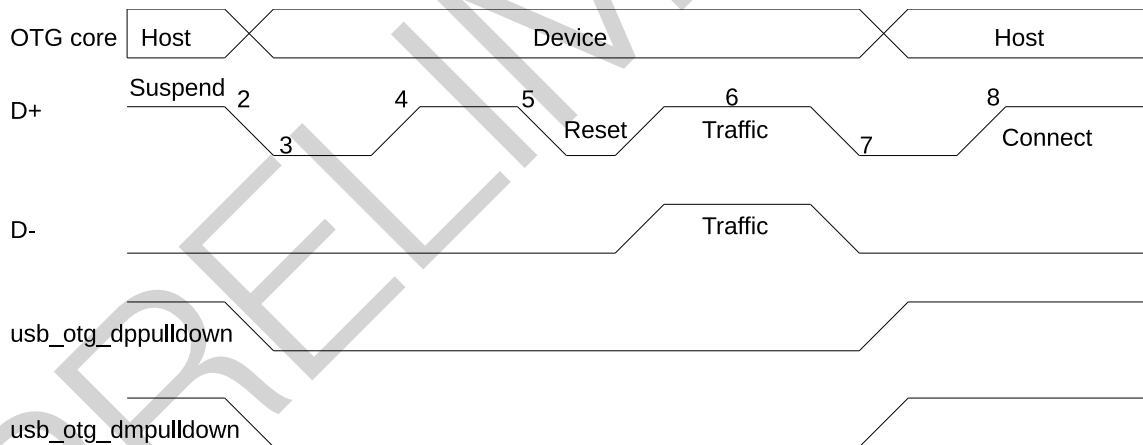 OTG core Host Device Host
Suspend
D+ 2 3 4 5 Reset 6 Traffic 7 8 Connect
D- Traffic
usb_otg_dppulldown
usb_otg_dmpulldown